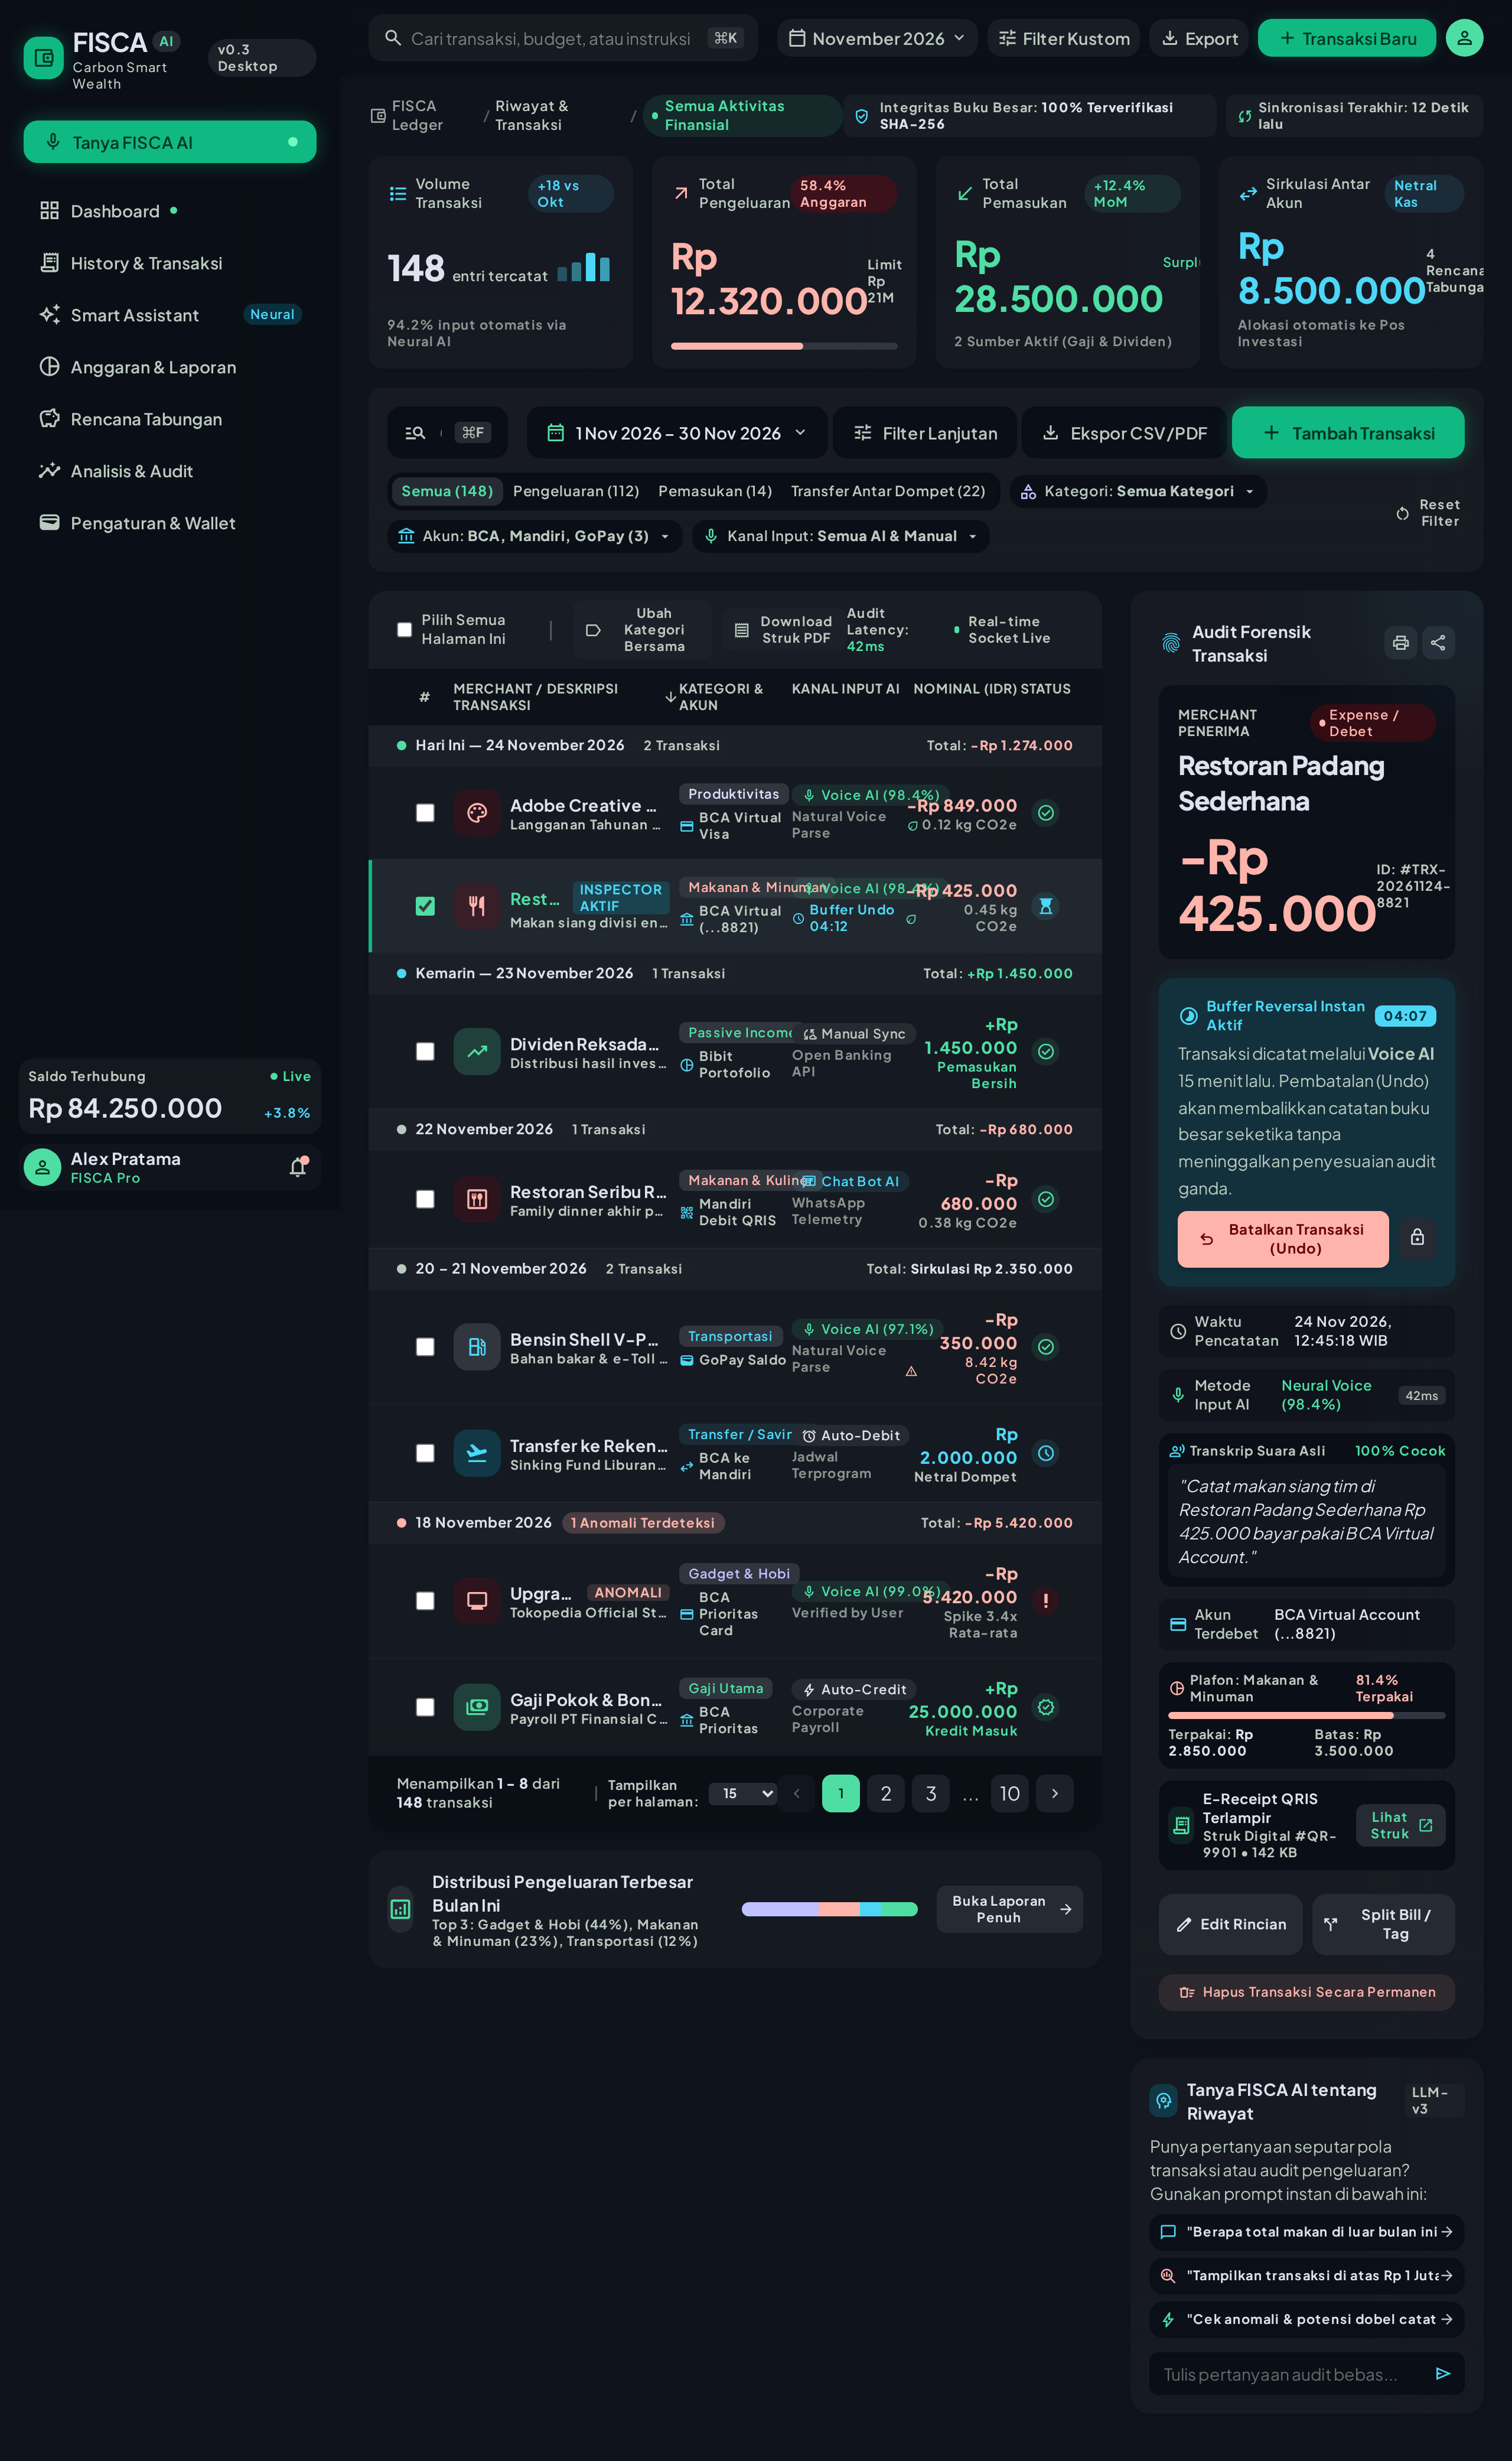 FISCA AI
Carbon Smart
Wealth
v0.3
Desktop
Tanya FISCA AI
Dashboard
History & Transaksi
Smart Assistant Neural
Anggaran & Laporan
Rencana Tabungan
Analisis & Audit
Pengaturan & Wallet
Saldo Terhubung Live
Rp 84.250.000 +3.8%
Alex Pratama
FISCA Pro
Cari transaksi, budget, atau instruksi ⌘K
November 2026
Filter Kustom
Export
+ Transaksi Baru
FISCA
Ledger
/
Riwayat &
Transaksi
/
Semua Aktivitas
Finansial
Integritas Buku Besar: 100% Terverifikasi
SHA-256
Sinkronisasi Terakhir: 12 Detik
lalu
Volume
Transaksi
+18 vs
Okt
148 entri tercatat
94.2% input otomatis via
Neural AI
Total
Pengeluaran
58.4%
Anggaran
Rp
12.320.000
Limit
Rp
21M
Total
Pemasukan
+12.4%
MoM
Rp
28.500.000
2 Sumber Aktif (Gaji & Dividen)
Sirkulasi Antar
Akun
Netral
Kas
Rp
8.500.000
4
Alokasi otomatis ke Pos
Investasi
⌘F
1 Nov 2026 – 30 Nov 2026
Filter Lanjutan
Ekspor CSV/PDF
+ Tambah Transaksi
Semua (148) Pengeluaran (112) Pemasukan (14) Transfer Antar Dompet (22)
Kategori: Semua Kategori
Akun: BCA, Mandiri, GoPay (3)
Kanal Input: Semua AI & Manual
Reset
Filter
Pilih Semua
Halaman Ini
|
Ubah
Kategori
Bersama
Download
Struk PDF
Audit
Latency:
42ms
Real-time
Socket Live
#
MERCHANT / DESKRIPSI
TRANSAKSI
KATEGORI &
AKUN
KANAL INPUT AI
NOMINAL (IDR)
STATUS
Hari Ini — 24 November 2026 2 Transaksi Total: -Rp 1.274.000
Adobe Creative ...
Langganan Tahunan ...
Produktivitas
BCA Virtual
Visa
Voice AI (98.4%)
Natural Voice
Parse
-Rp 849.000
0.12 kg CO2e
Rest...
INSPECTOR
AKTIF
Makan siang divisi en...
Makanan & Minuman
BCA Virtual
(...8821)
Voice AI (98.4%)
Buffer Undo
04:12
-Rp 425.000
0.45 kg
CO2e
Kemarin — 23 November 2026 1 Transaksi Total: +Rp 1.450.000
Dividen Reksada...
Distribusi hasil inves...
Passive Income
Bibit
Portofolio
Manual Sync
Open Banking
API
+Rp
1.450.000
Pemasukan
Bersih
22 November 2026 1 Transaksi Total: -Rp 680.000
Restoran Seribu R...
Family dinner akhir p...
Makanan & Kuliner
Mandiri
Debit QRIS
Chat Bot AI
WhatsApp
Telemetry
-Rp
680.000
0.38 kg CO2e
20 – 21 November 2026 2 Transaksi Total: Sirkulasi Rp 2.350.000
Bensin Shell V-P...
Bahan bakar & e-Toll ...
Transportasi
GoPay Saldo
Voice AI (97.1%)
Natural Voice
Parse
-Rp
350.000
8.42 kg
CO2e
Transfer ke Reken...
Sinking Fund Liburan...
Transfer /
BCA ke
Mandiri
Auto-Debit
Jadwal
Terprogram
Rp
2.000.000
Netral Dompet
18 November 2026 1 Anomali Terdeteksi Total: -Rp 5.420.000
Upgra... ANOMALI
Tokopedia Official St...
Gadget & Hobi
BCA
Prioritas
Card
Voice AI (99.0%)
Verified by User
-Rp
5.420.000
Spike 3.4x
Rata-rata
Gaji Pokok & Bon...
Payroll PT Finansial C...
Gaji Utama
BCA
Prioritas
Auto-Credit
Corporate
Payroll
+Rp
25.000.000
Kredit Masuk
Menampilkan 1 - 8 dari
148 transaksi
|
Tampilkan
per halaman:
15
1 2 3 ... 10
Distribusi Pengeluaran Terbesar
Bulan Ini
Top 3: Gadget & Hobi (44%), Makanan
& Minuman (23%), Transportasi (12%)
Buka Laporan
Penuh
Audit Forensik
Transaksi
MERCHANT
PENERIMA
Expense /
Debet
Restoran Padang
Sederhana
-Rp
425.000
ID: #TRX-
20261124-
8821
Buffer Reversal Instan
Aktif
04:07
Transaksi dicatat melalui Voice AI
15 menit lalu. Pembatalan (Undo)
akan membalikkan catatan buku
besar seketika tanpa
meninggalkan penyesuaian audit
ganda.
Batalkan Transaksi
(Undo)
Waktu
Pencatatan
24 Nov 2026,
12:45:18 WIB
Metode
Input AI
Neural Voice
(98.4%)
42ms
Transkrip Suara Asli 100% Cocok
"Catat makan siang tim di
Restoran Padang Sederhana Rp
425.000 bayar pakai BCA Virtual
Account."
Akun
Terdebet
BCA Virtual Account
(...8821)
Plafon: Makanan &
Minuman
81.4%
Terpakai
Terpakai: Rp
2.850.000
Batas: Rp
3.500.000
E-Receipt QRIS
Terlampir
Struk Digital #QR-
9901 • 142 KB
Lihat
Struk
Edit Rincian
Split Bill /
Tag
Hapus Transaksi Secara Permanen
Tanya FISCA AI tentang
Riwayat
LLM-
v3
Punya pertanyaan seputar pola
transaksi atau audit pengeluaran?
Gunakan prompt instan di bawah ini:
"Berapa total makan di luar bulan ini
"Tampilkan transaksi di atas Rp 1 Juta
"Cek anomali & potensi dobel catat
Tulis pertanyaan audit bebas...